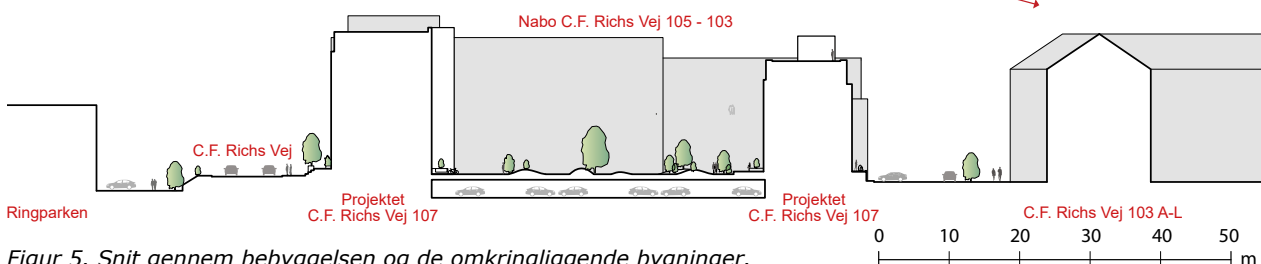 Nabo C.F. Richs Vej 105 - 103
C.F. Richs Vej
Ringparken
Projektet
C.F. Richs Vej 107
Projektet
C.F. Richs Vej 107
C.F. Richs Vej 103 A-L
0 10 20 30 40 50 m
Figur 5. Snit gennem bebyggelsen og de omkringliggende bygninger.